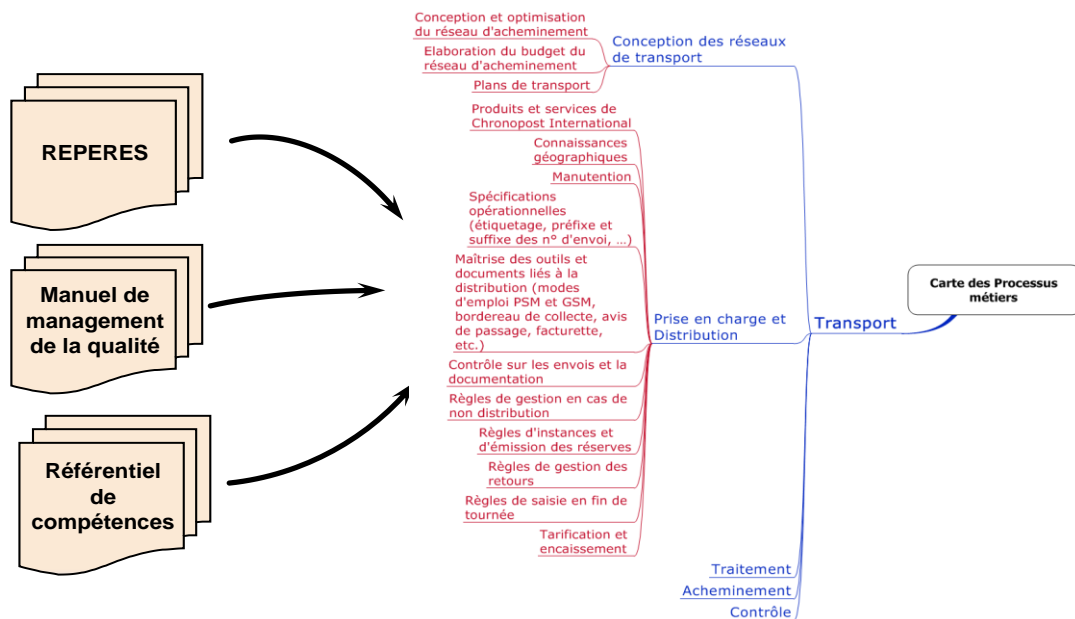 REPERES
Manuel de
management
de la qualité
Référentiel
de
compétences
Conception et optimisation
du réseau d'acheminement
Elaboration du budget du
réseau d'acheminement
Plans de transport
Conception des réseaux
de transport
Produits et services de
Chronopost International
Connaissances
géographiques
Manutention
Spécifications
opérationnelles
(étiquetage, préfixe et
suffixe des n° d'envoi, ...)
Maîtrise des outils et
documents liés à la
distribution (modes
d'emploi PSM et GSM,
bordereau de collecte, avis
de passage, facturette,
etc.)
Contrôle sur les envois et la
documentation
Règles de gestion en cas de
non distribution
Règles d'instances et
d'émission des réserves
Règles de gestion des
retours
Règles de saisie en fin de
tournée
Tarification et
encaissement
Prise en charge et
Distribution
Traitement
Acheminement
Contrôle
Transport
Carte des Processus
métiers